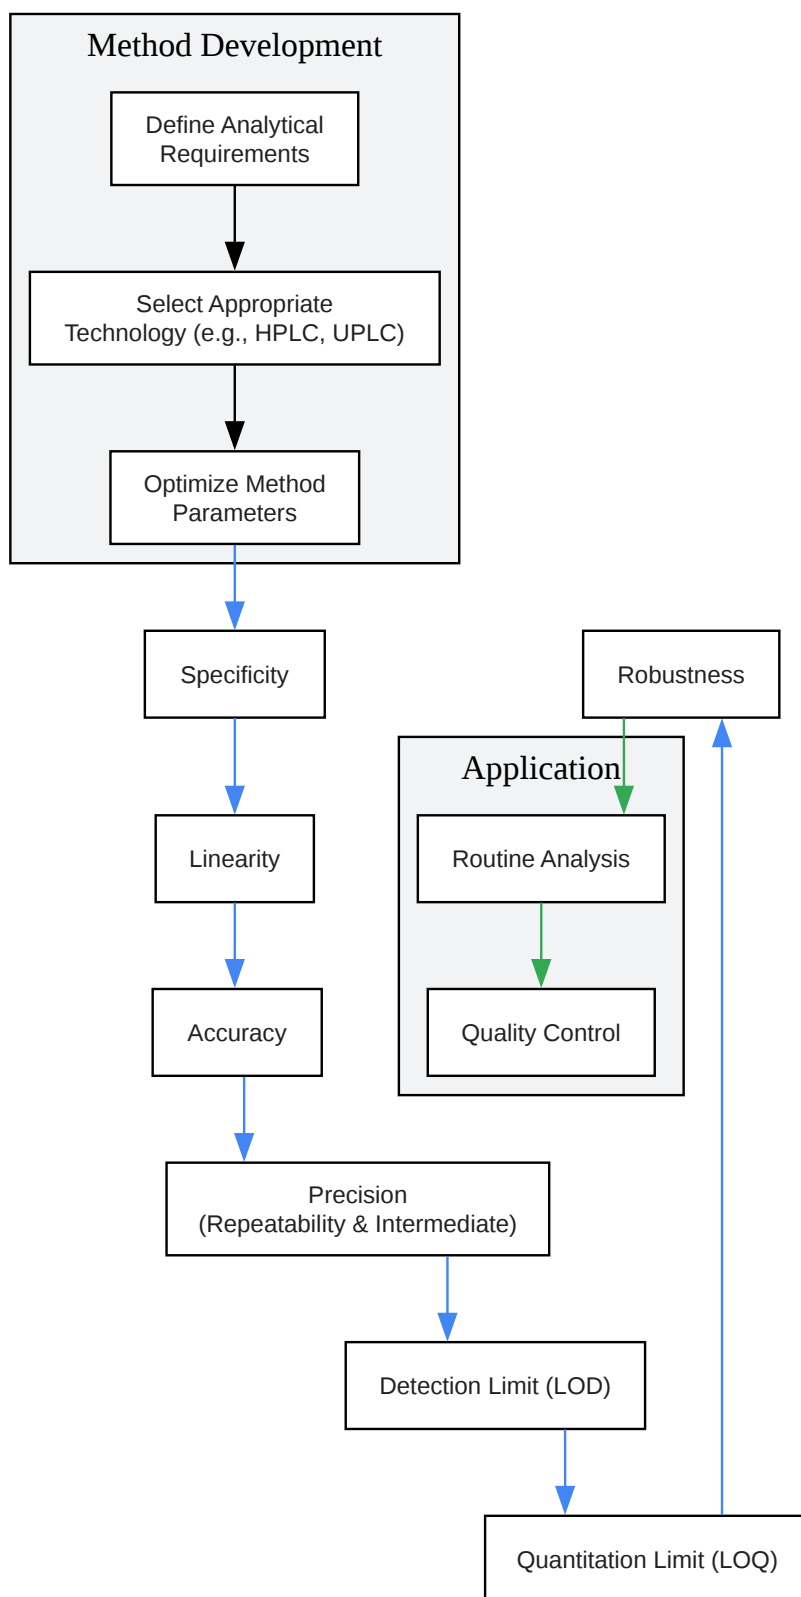 Method Development
Define Analytical
Requirements
Select Appropriate
Technology (e.g., HPLC, UPLC)
Optimize Method
Parameters
Specificity
Robustness
Application
Linearity
Routine Analysis
Accuracy
Quality Control
Precision
(Repeatability & Intermediate)
Detection Limit (LOD)
Quantitation Limit (LOQ)